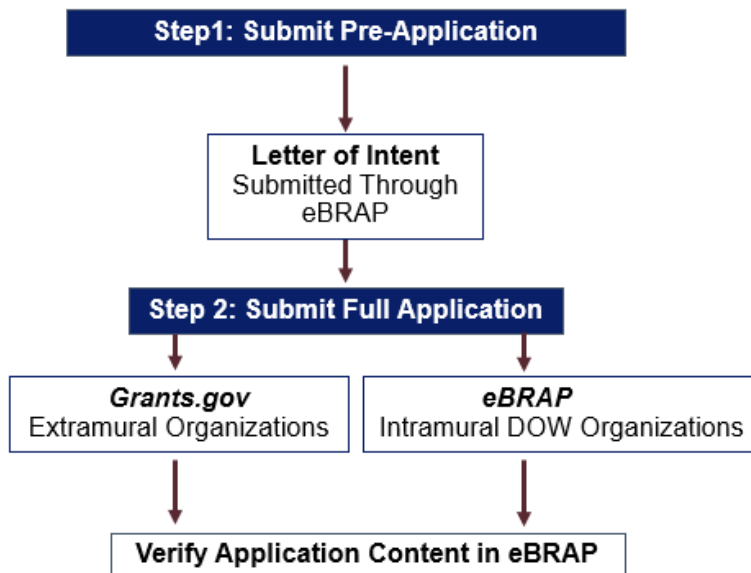 Step1: Submit Pre-Application
Letter of Intent
Submitted Through
eBRAP
Step 2: Submit Full Application
Grants.gov
Extramural Organizations
eBRAP
Intramural DOW Organizations
Verify Application Content in eBRAP